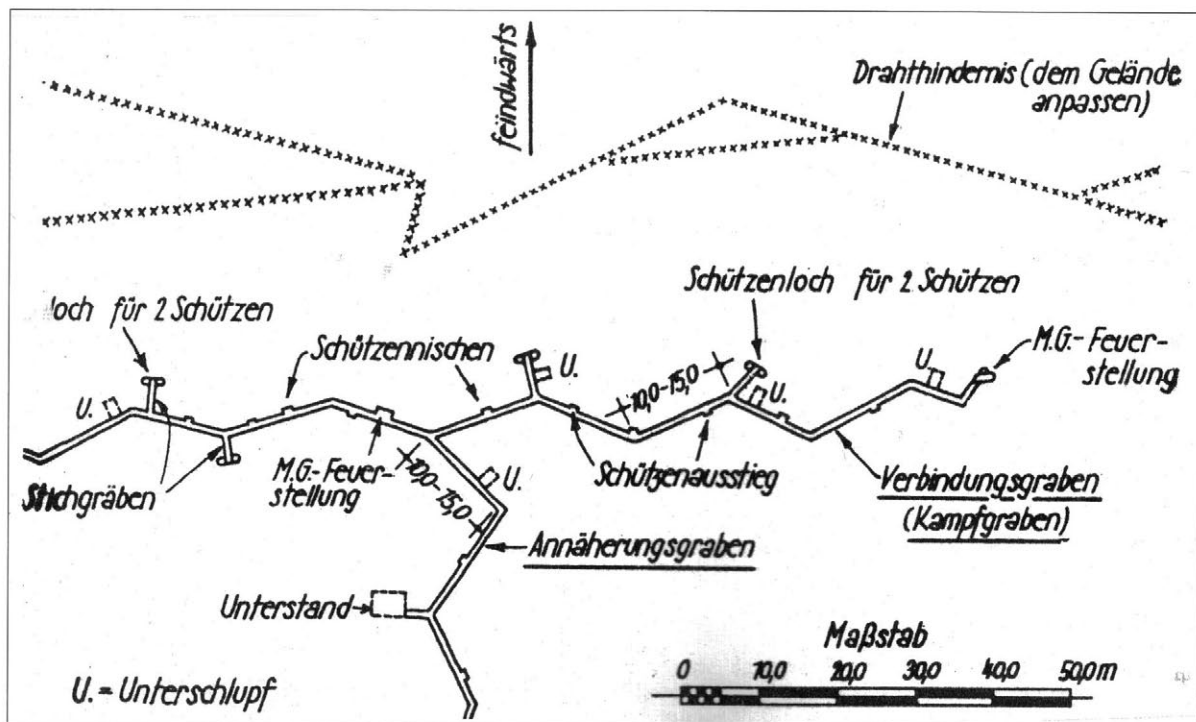 feindwärts
Drahthindernis (dem Gelände
anpassen)
loch für 2 Schützen
Schützennischen
Schützenloch für 2 Schützen
M.G.-Feuer-
stellung
U.
U.
U.
U.
10,0-15,0
Stichgräben
M.G.-Feuer-
stellung
10,0-15,0
U.
Schützenausstieg
Verbindungsgraben
(Kampfgraben)
Annäherungsgraben
Unterstand
U. = Unterschlupf
Maßstab
0 10,0 20,0 30,0 40,0 50,0 m